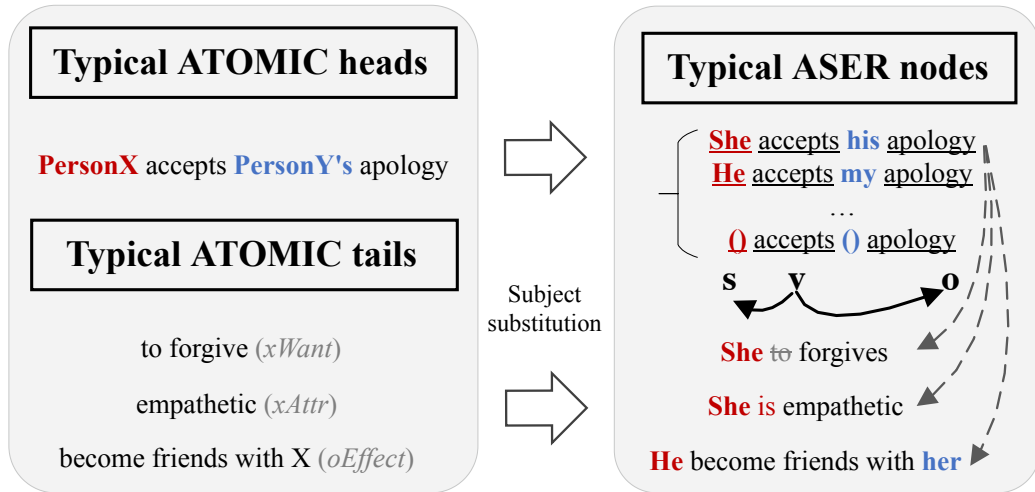 Typical ATOMIC heads
PersonX accepts PersonY's apology
Typical ATOMIC tails
to forgive (xWant)
empathetic (xAttr)
become friends with X (oEffect)
Subject
substitution
Typical ASER nodes
She accepts his apology
He accepts my apology
...
() accepts () apology
s v o
She to forgives
She is empathetic
He become friends with her